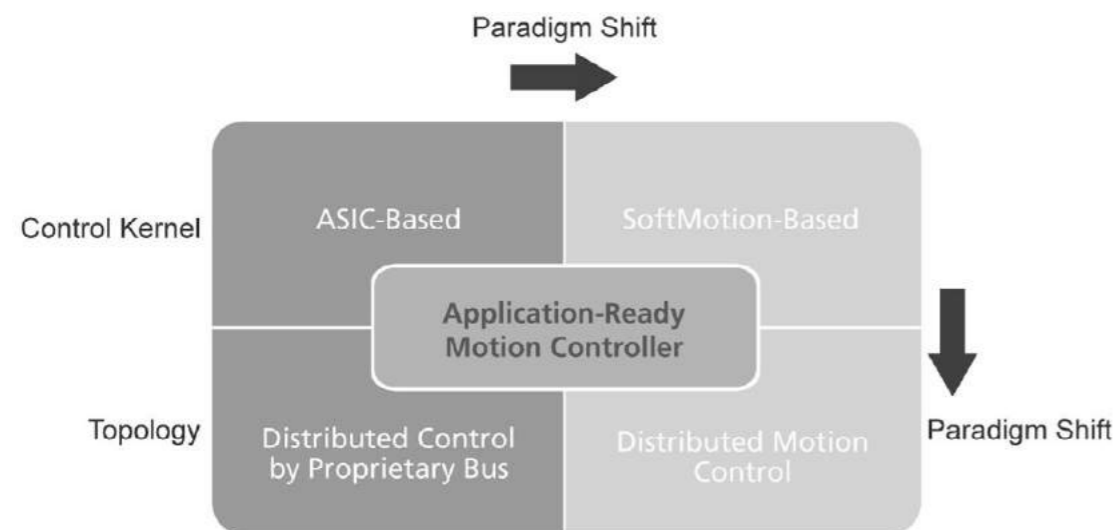 Paradigm Shift
Control Kernel
ASIC-Based
SoftMotion-Based
Application-Ready
Motion Controller
Topology
Distributed Control
by Proprietary Bus
Distributed Motion
Control
Paradigm Shift